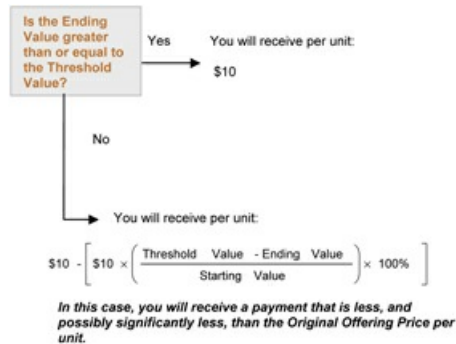 Is the Ending
Value greater
than or equal to
the Threshold
Value?
Yes
You will receive per unit:
$10
No
You will receive per unit:
$10 - [ $10 × ( Threshold Value - Ending Value / Starting Value ) × 100% ]
In this case, you will receive a payment that is less, and
possibly significantly less, than the Original Offering Price per
unit.